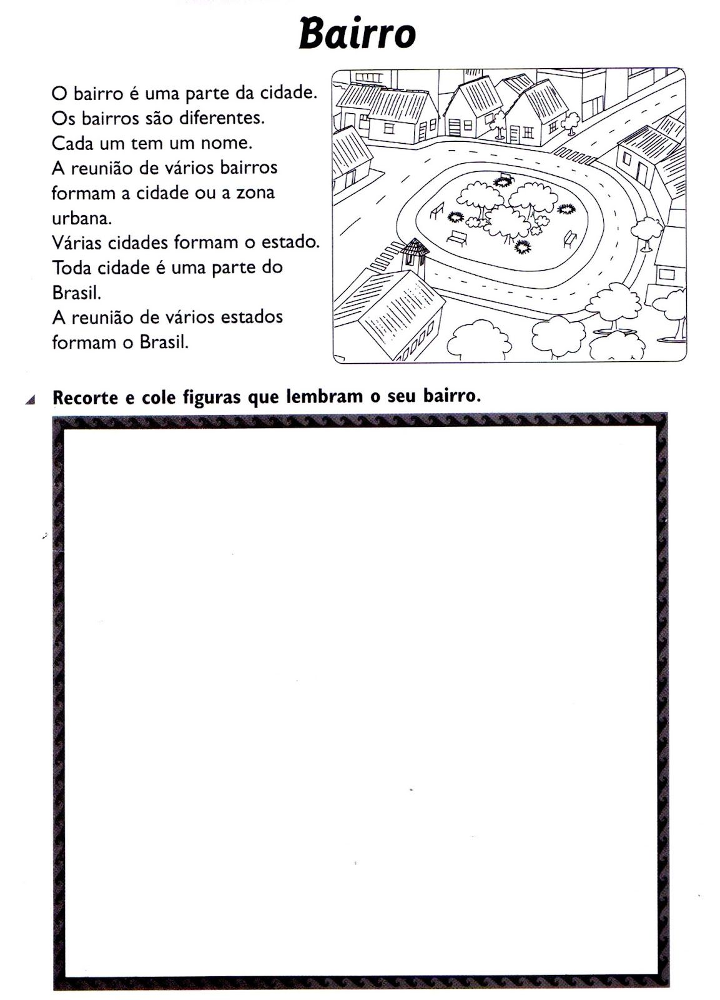 Bairro
O bairro é uma parte da cidade.
Os bairros são diferentes.
Cada um tem um nome.
A reunião de vários bairros
formam a cidade ou a zona
urbana.
Várias cidades formam o estado.
Toda cidade é uma parte do
Brasil.
A reunião de vários estados
formam o Brasil.
Recorte e cole figuras que lembram o seu bairro.